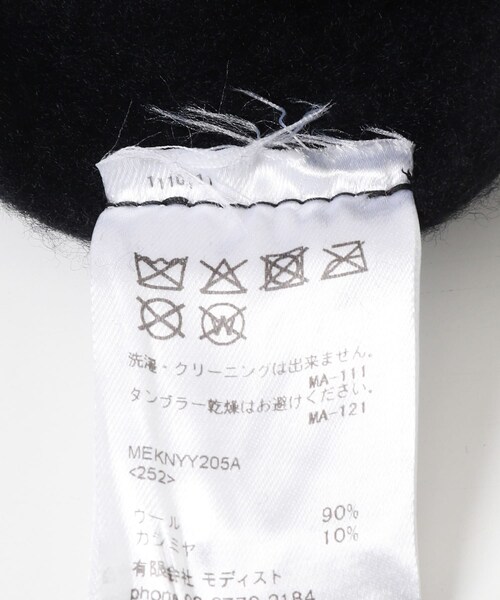 W
洗濯・クリーニングは出来ません。
MA-111
タンブラー乾燥はお避けください。
MA-121
MEKNYY205A
<252>
ウール 90%
カシミヤ 10%
有限会社 モディスト